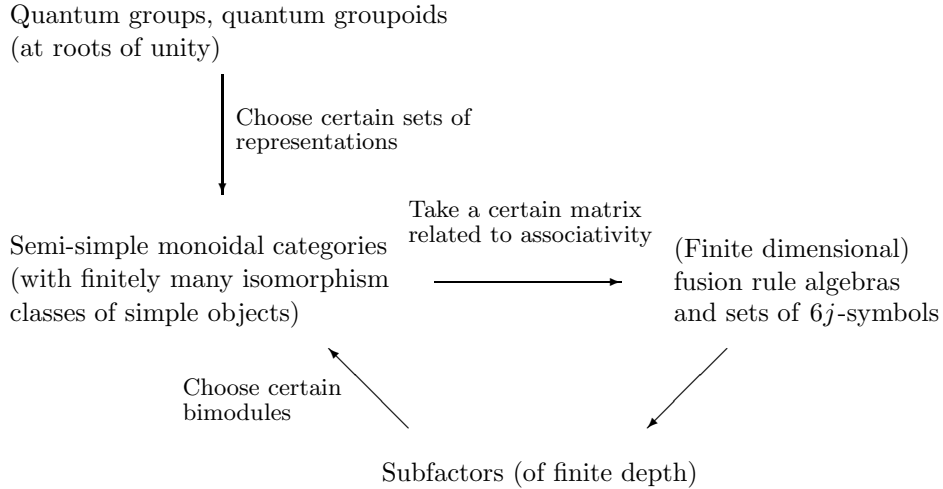 Quantum groups, quantum groupoids
(at roots of unity)
Choose certain sets of
representations
Take a certain matrix
related to associativity
Semi-simple monoidal categories
(with finitely many isomorphism
classes of simple objects)
(Finite dimensional)
fusion rule algebras
and sets of 6j-symbols
Choose certain
bimodules
Subfactors (of finite depth)